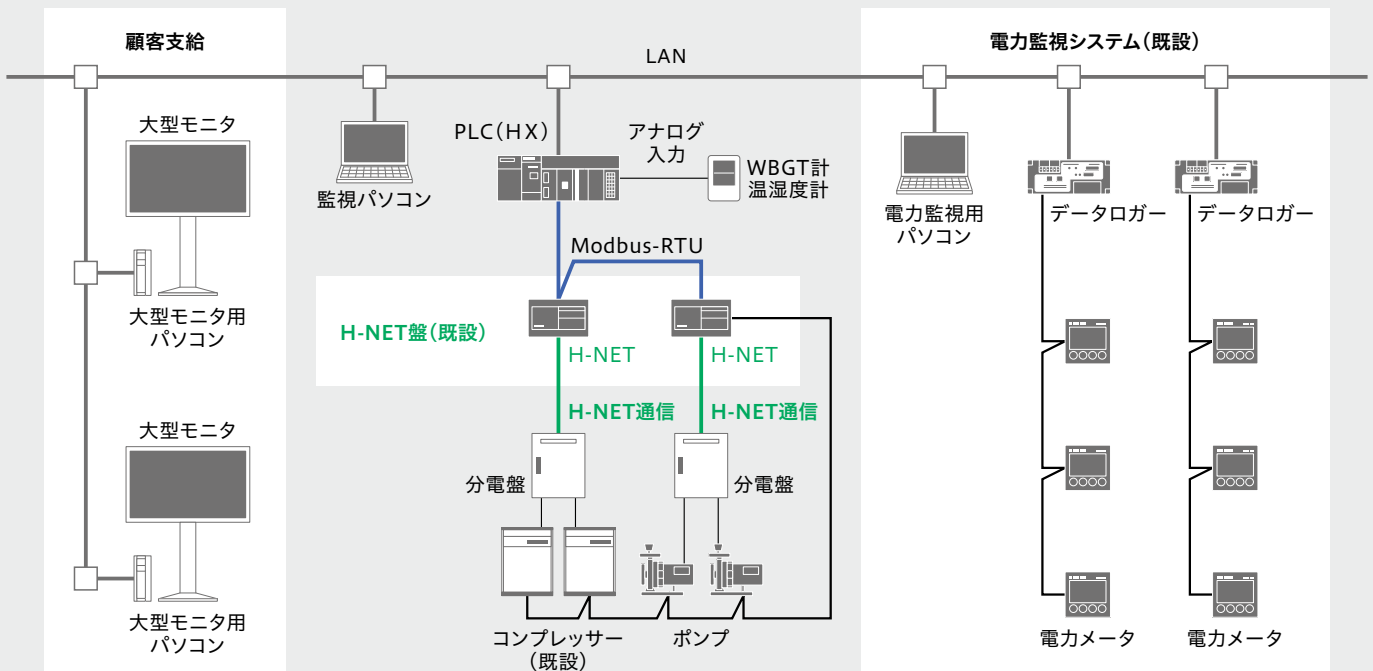 顧客支給
電力監視システム(既設)
LAN
大型モニタ
大型モニタ用
パソコン
大型モニタ
大型モニタ用
パソコン
監視パソコン
PLC(HX)
アナログ
入力
WBGT計
温湿度計
Modbus-RTU
H-NET盤(既設)
H-NET
H-NET
H-NET通信
H-NET通信
分電盤
分電盤
コンプレッサー
(既設)
ポンプ
電力監視用
パソコン
データロガー
データロガー
電力メータ
電力メータ